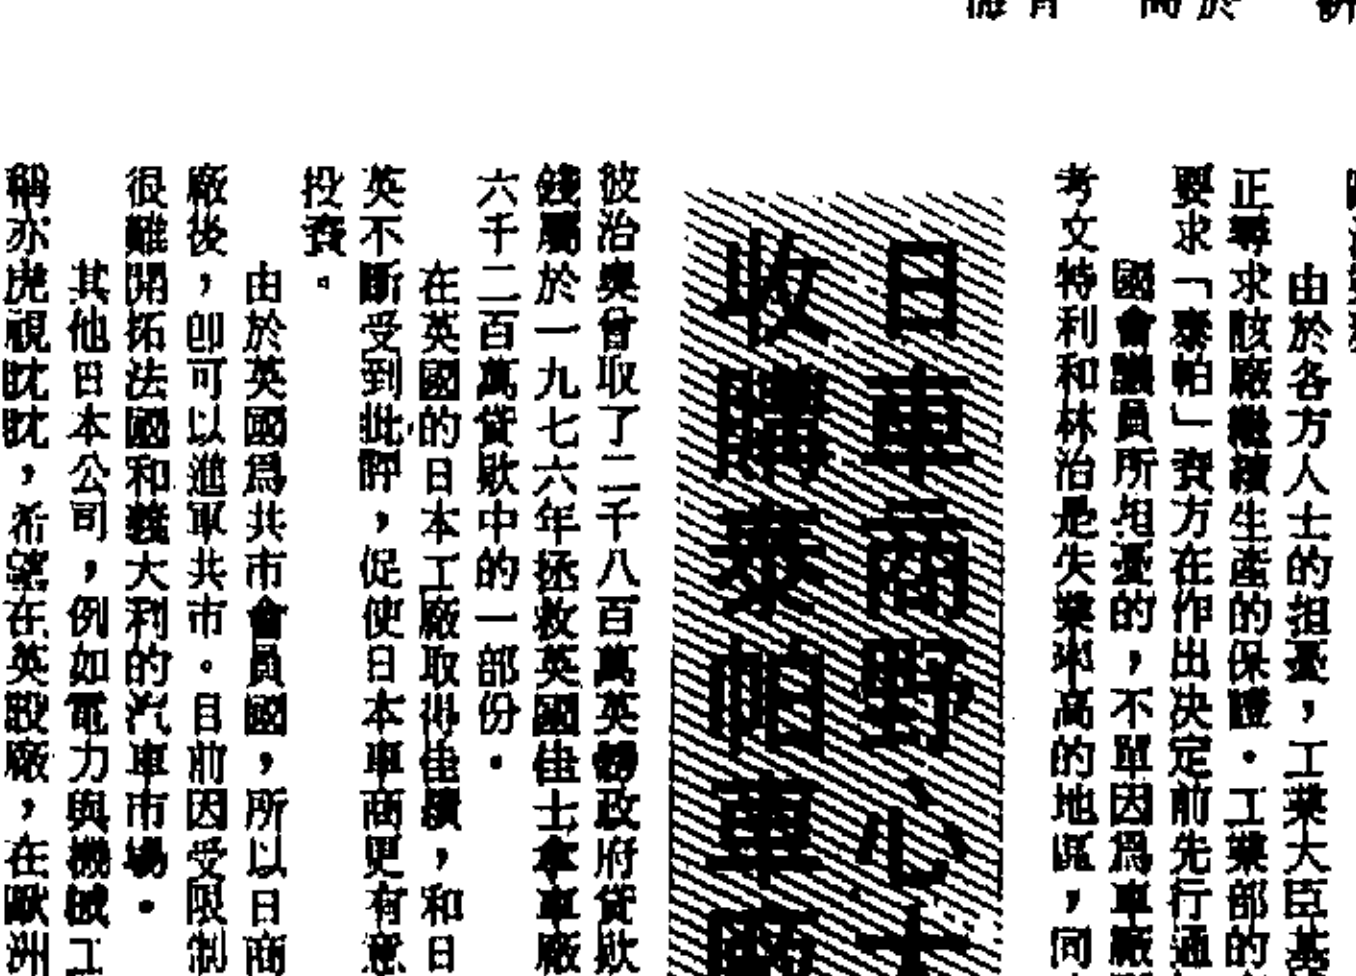 由於各方人士的担憂，工業大臣基
正尋求該廠繼續生產的保證。工業部的
要求「泰帕」賣方在作出決定前先行通
國會議員所担憂的，不單因爲車廠
考文特利和林治是失業率高的地區，同
日車商野心大
收購泰帕車廠
彼治奥曾取了二千八百萬英鎊政府貸款
錢屬於一九七六年拯救英國佳士拿車廠
六千二百萬貸款中的一部份。
在英國的日本工廠取得佳績，和日
英不斷受到批評，促使日本車商更有意
投資。
由於英國爲共市會員國，所以日商
廠後，即可以進軍共市。目前因受限制
很難開拓法國和義大利的汽車市場。
其他日本公司，例如電力與機械工
稱亦虎視眈眈，希望在英設廠，在歐洲